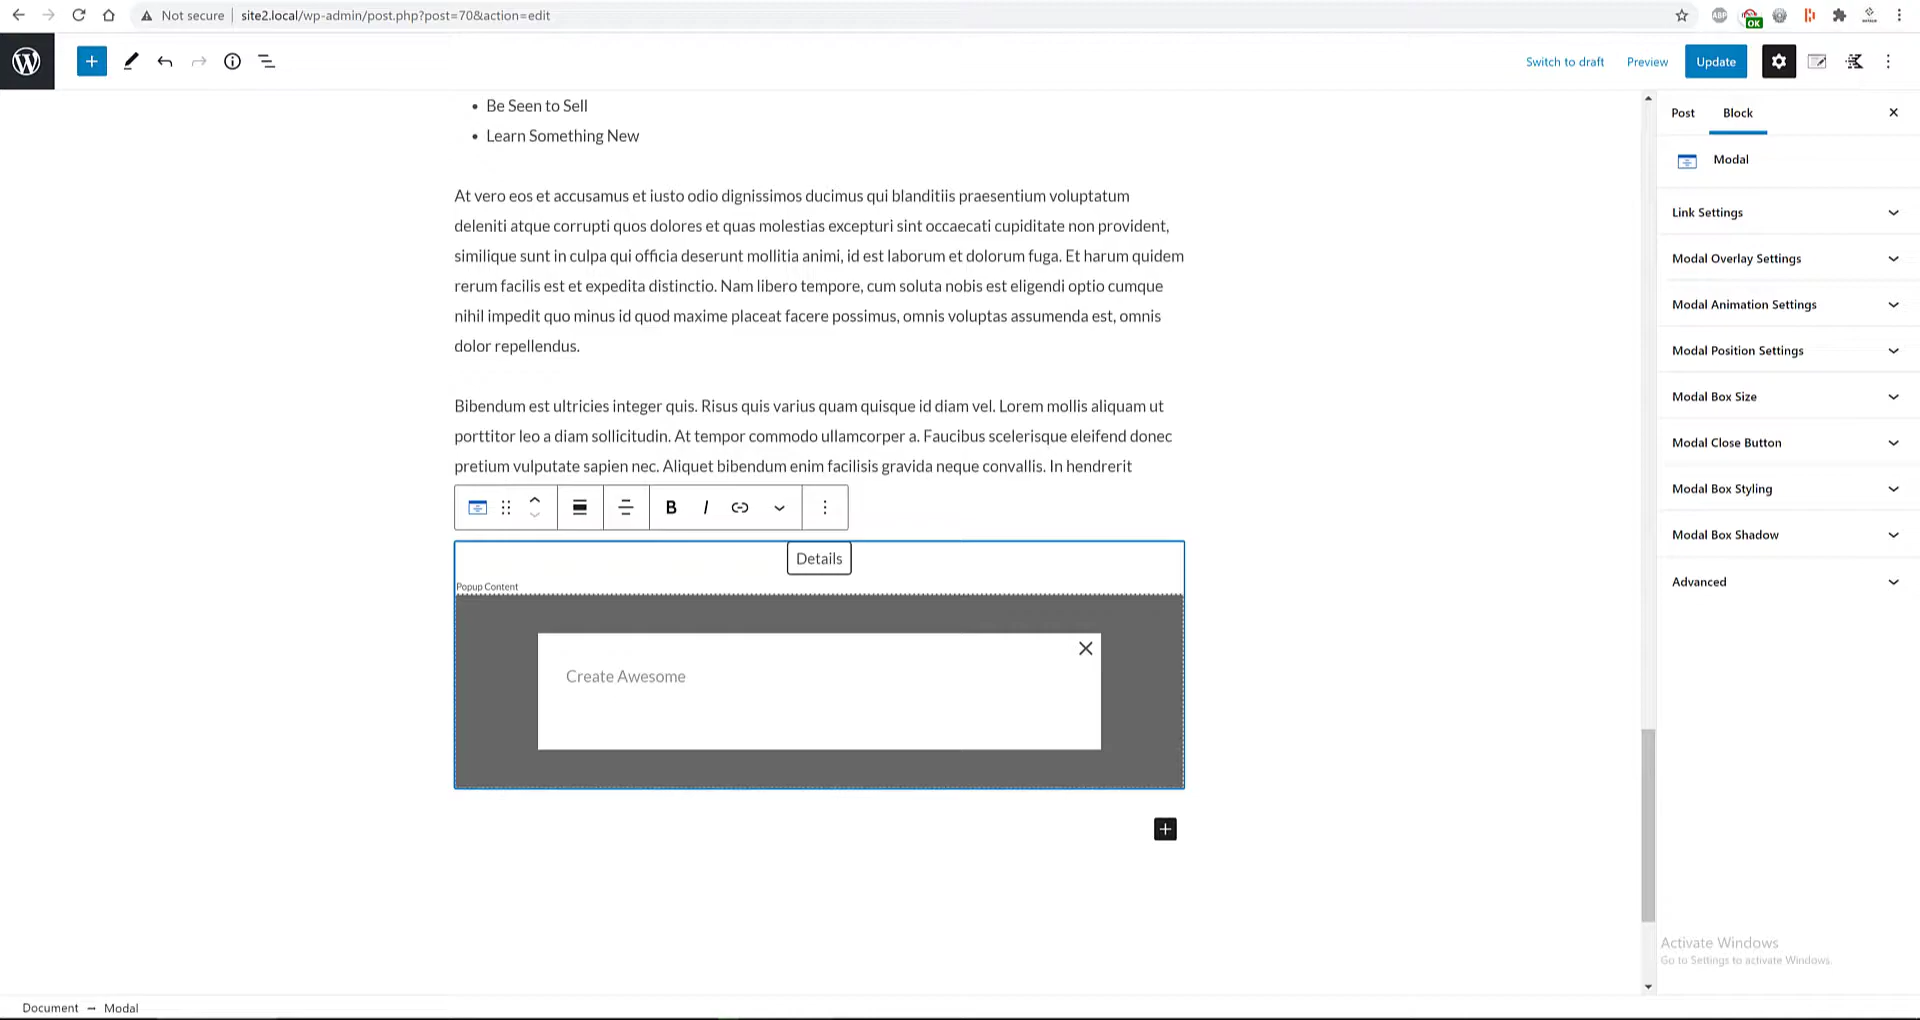 Not secure
site2.local/wp-admin/post.php?post=70&action=edit
ABP
OK
Switch to draft
Preview
Update
Be Seen to Sell
Learn Something New
At vero eos et accusamus et iusto odio dignissimos ducimus qui blanditiis praesentium voluptatum
deleniti atque corrupti quos dolores et quas molestias excepturi sint occaecati cupiditate non provident,
similique sunt in culpa qui officia deserunt mollitia animi, id est laborum et dolorum fuga. Et harum quidem
rerum facilis est et expedita distinctio. Nam libero tempore, cum soluta nobis est eligendi optio cumque
nihil impedit quo minus id quod maxime placeat facere possimus, omnis voluptas assumenda est, omnis
dolor repellendus.
Bibendum est ultricies integer quis. Risus quis varius quam quisque id diam vel. Lorem mollis aliquam ut
porttitor leo a diam sollicitudin. At tempor commodo ullamcorper a. Faucibus scelerisque eleifend donec
pretium vulputate sapien nec. Aliquet bibendum enim facilisis gravida neque convallis. In hendrerit
B I
Details
Popup Content
Create Awesome
Post
Block
Modal
Link Settings
Modal Overlay Settings
Modal Animation Settings
Modal Position Settings
Modal Box Size
Modal Close Button
Modal Box Styling
Modal Box Shadow
Advanced
Activate Windows
Go to Settings to activate Windows.
Document → Modal